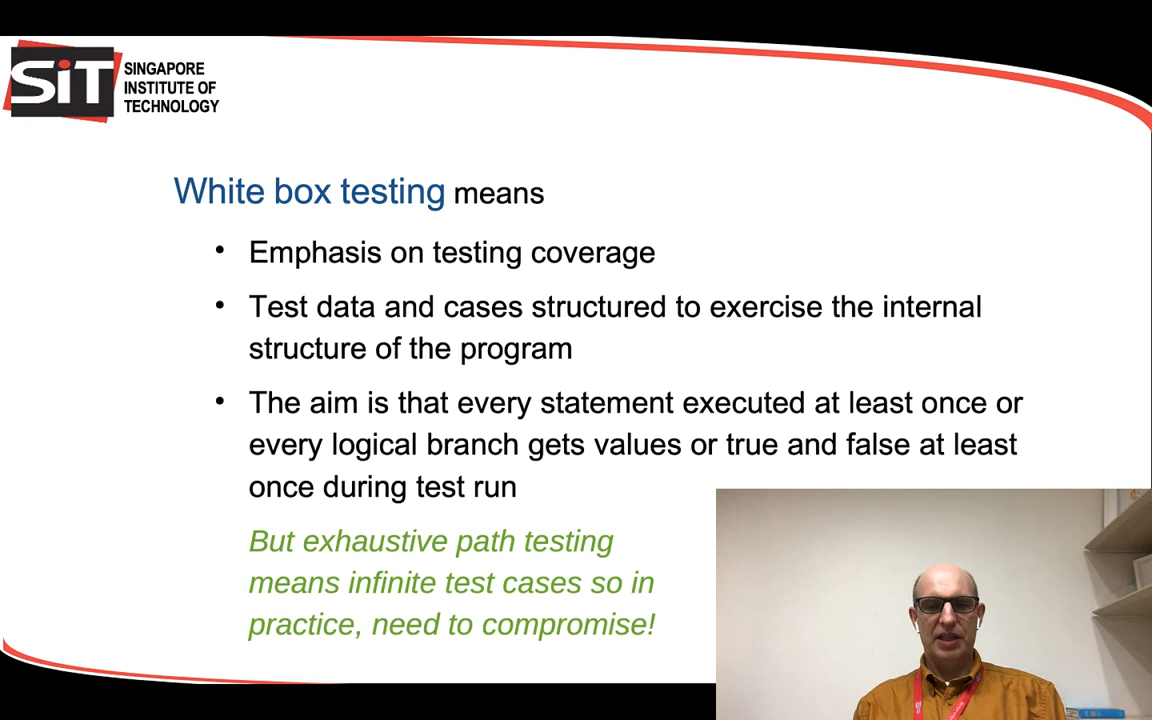 SiT
SINGAPORE
INSTITUTE OF
TECHNOLOGY
White box testing means
• Emphasis on testing coverage
• Test data and cases structured to exercise the internal
structure of the program
• The aim is that every statement executed at least once or
every logical branch gets values or true and false at least
once during test run
But exhaustive path testing
means infinite test cases so in
practice, need to compromise!